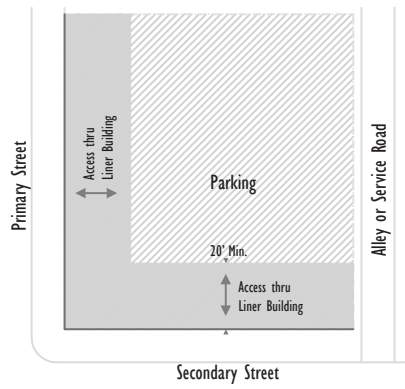 Primary Street
Access thru
Liner Building
Parking
20' Min.
Access thru
Liner Building
Alley or Service Road
Secondary Street